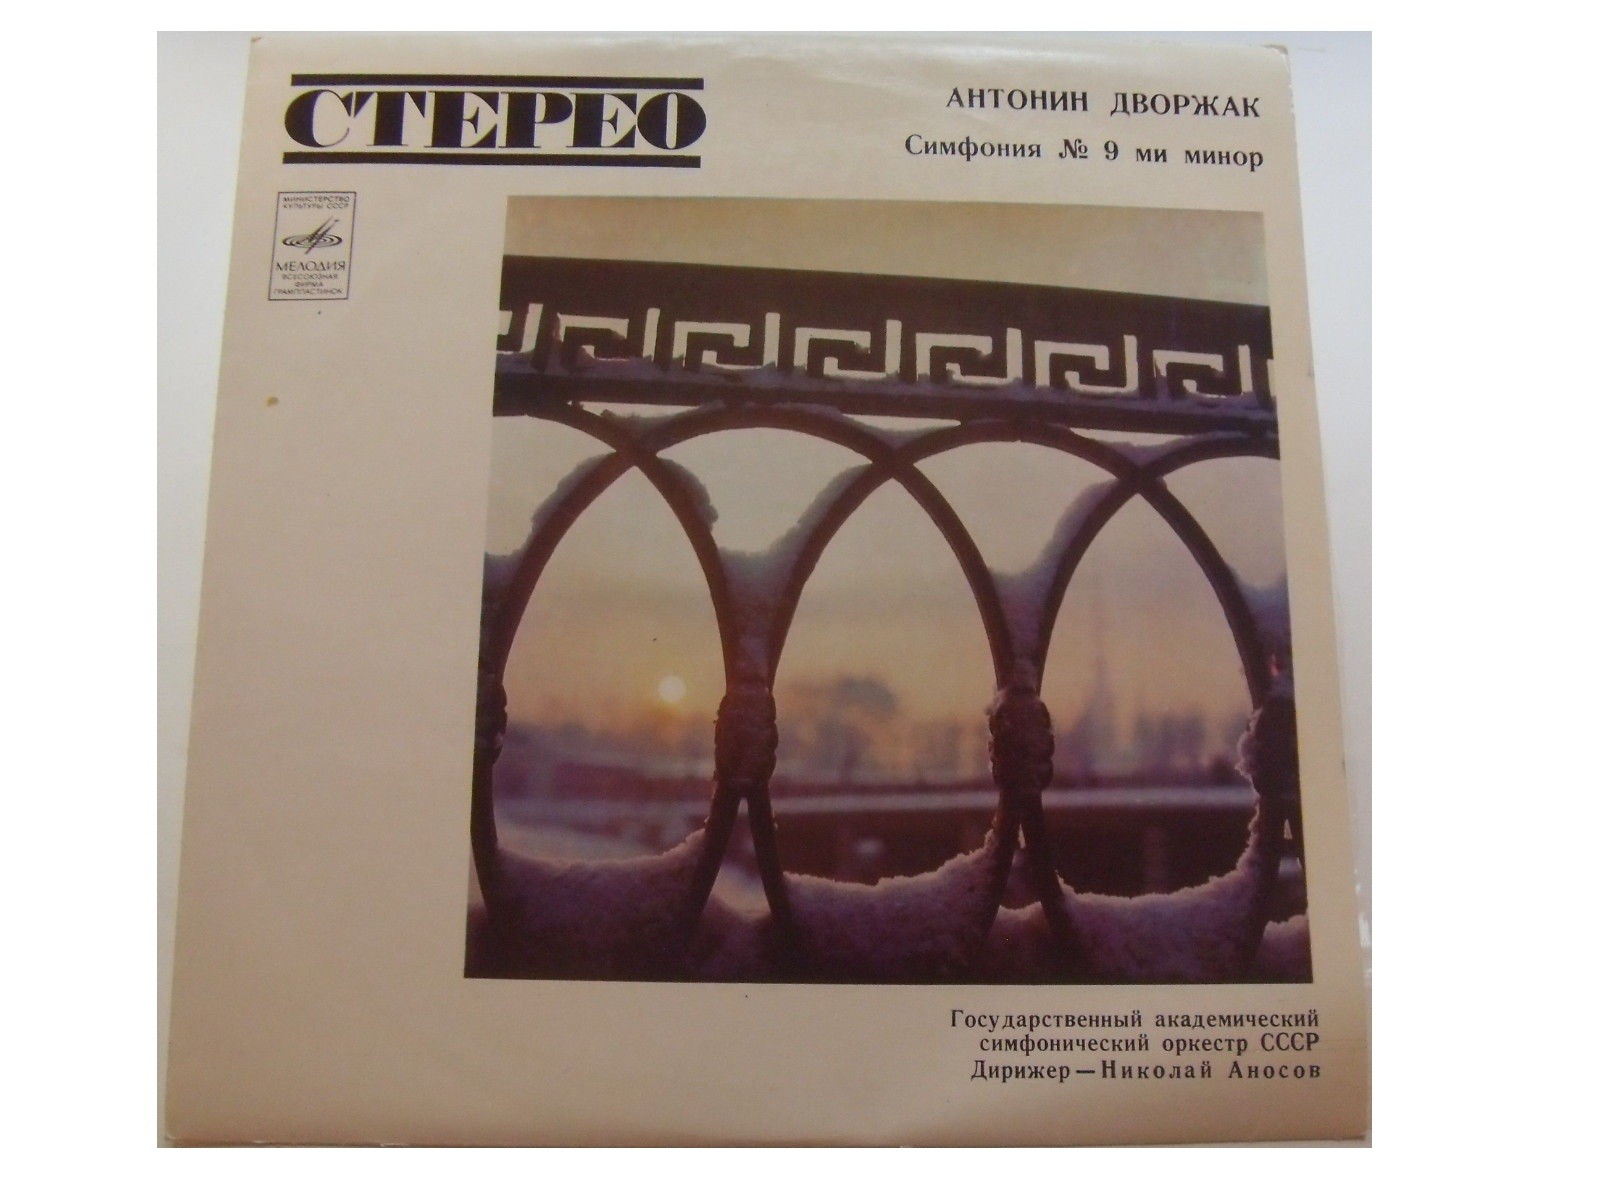 СТЕРЕО
АНТОНИН ДВОРЖАК
Симфония № 9 ми минор
МИНИСТЕРСТВО
КУЛЬТУРЫ СССР
МЕЛОДИЯ
ВСЕСОЮЗНАЯ
ФИРМА
ГРАМПЛАСТИНОК
Государственный академический
симфонический оркестр СССР
Дирижер — Николай Аносов